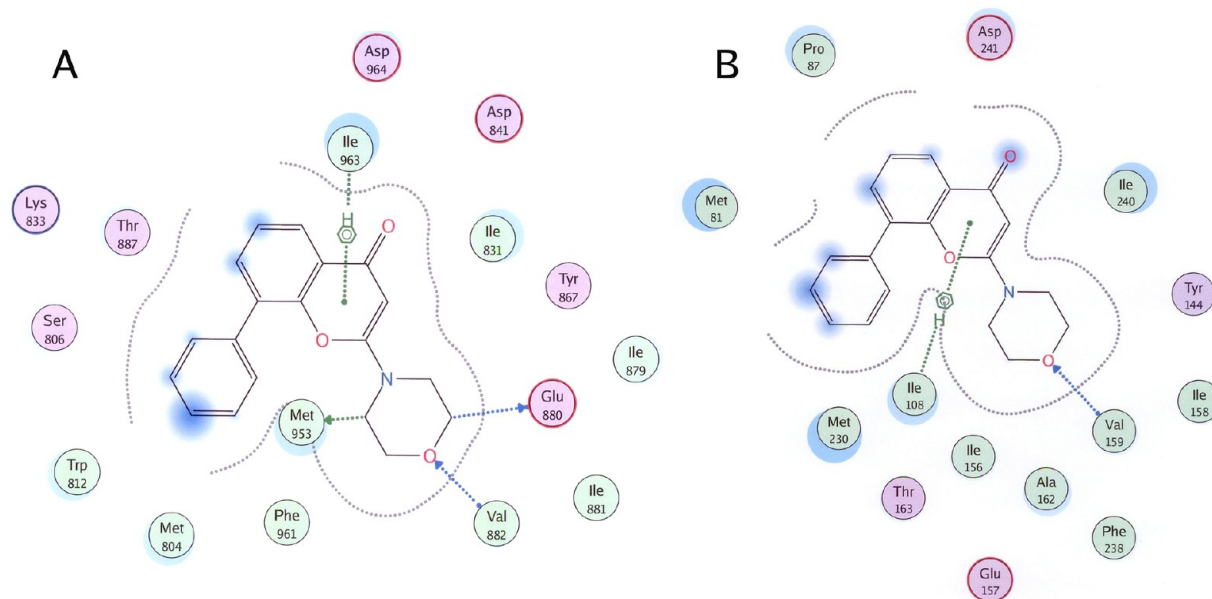 A
Asp
964
Asp
841
Ile
963
H
Lys
833
Thr
887
O
Ile
831
Tyr
867
Ser
806
O
Ile
879
N
Glu
880
Met
953
O
Trp
812
Met
804
Phe
961
Val
882
Ile
881
B
Pro
87
Asp
241
O
Met
81
Ile
240
O
N
Tyr
144
H
O
Ile
108
Met
230
Ile
158
Val
159
Ile
156
Thr
163
Ala
162
Phe
238
Glu
157